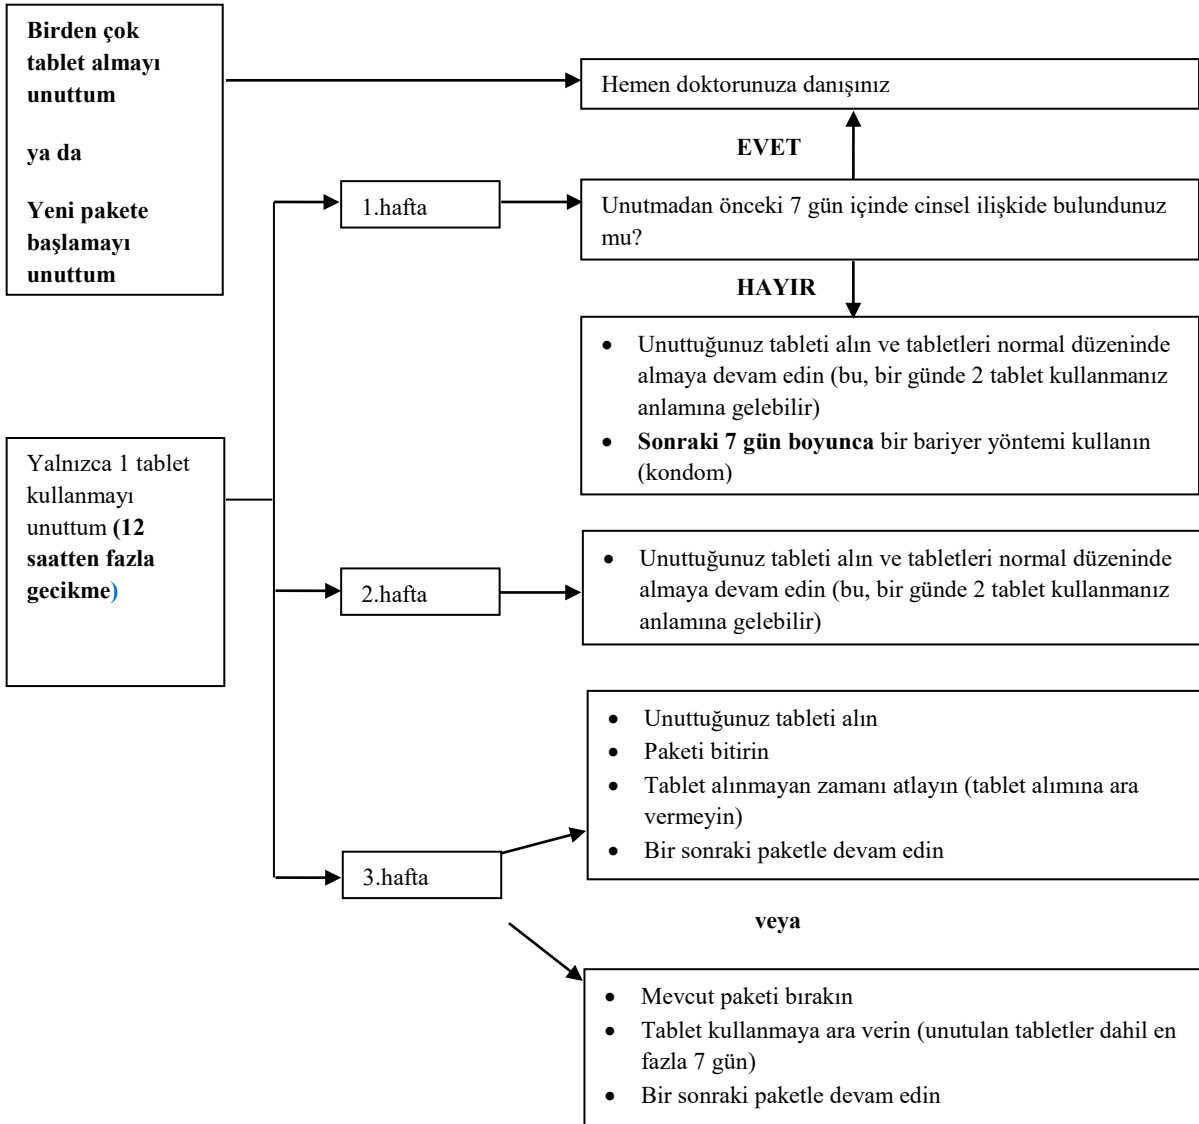 Birden çok
tablet almayı
unuttum
ya da
Yeni pakete
başlamayı
unuttum
Hemen doktorunuza danışınız
EVET
1.hafta
Unutmadan önceki 7 gün içinde cinsel ilişkide bulundunuz
mu?
HAYIR
• Unuttuğunuz tableti alın ve tabletleri normal düzeninde
almaya devam edin (bu, bir günde 2 tablet kullanmanız
anlamına gelebilir)
• Sonraki 7 gün boyunca bir bariyer yöntemi kullanın
(kondom)
Yalnızca 1 tablet
kullanmayı
unuttum (12
saatten fazla
gecikme)
2.hafta
• Unuttuğunuz tableti alın ve tabletleri normal düzeninde
almaya devam edin (bu, bir günde 2 tablet kullanmanız
anlamına gelebilir)
3.hafta
• Unuttuğunuz tableti alın
• Paketi bitirin
• Tablet alınmayan zamanı atlayın (tablet alımına ara
vermeyin)
• Bir sonraki paketle devam edin
veya
• Mevcut paketi bırakın
• Tablet kullanmaya ara verin (unutulan tabletler dahil en
fazla 7 gün)
• Bir sonraki paketle devam edin